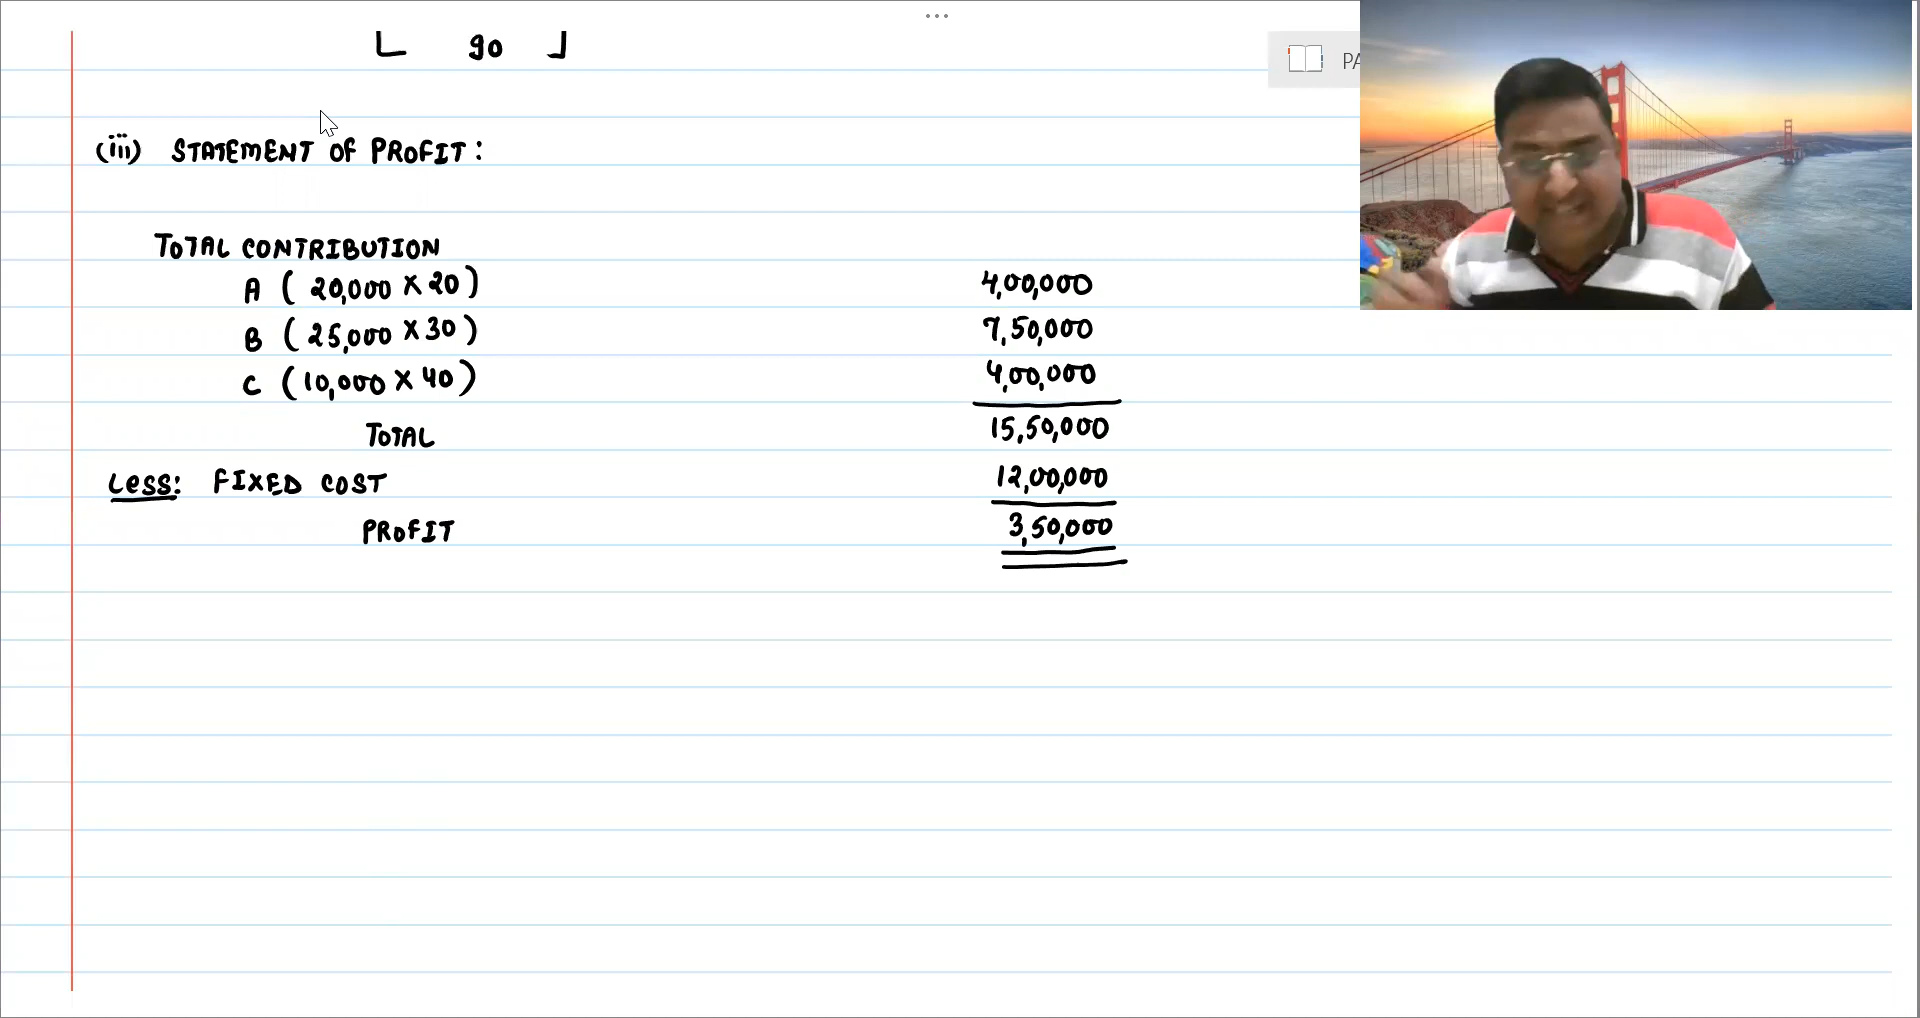 [ 90 ]
PA
(iii) STATEMENT OF PROFIT:
TOTAL CONTRIBUTION
A ( 20,000 X 20 ) 4,00,000
B ( 25,000 X 30 ) 7,50,000
C ( 10,000 X 40 ) 4,00,000
TOTAL 15,50,000
Less: FIXED COST 12,00,000
PROFIT 3,50,000